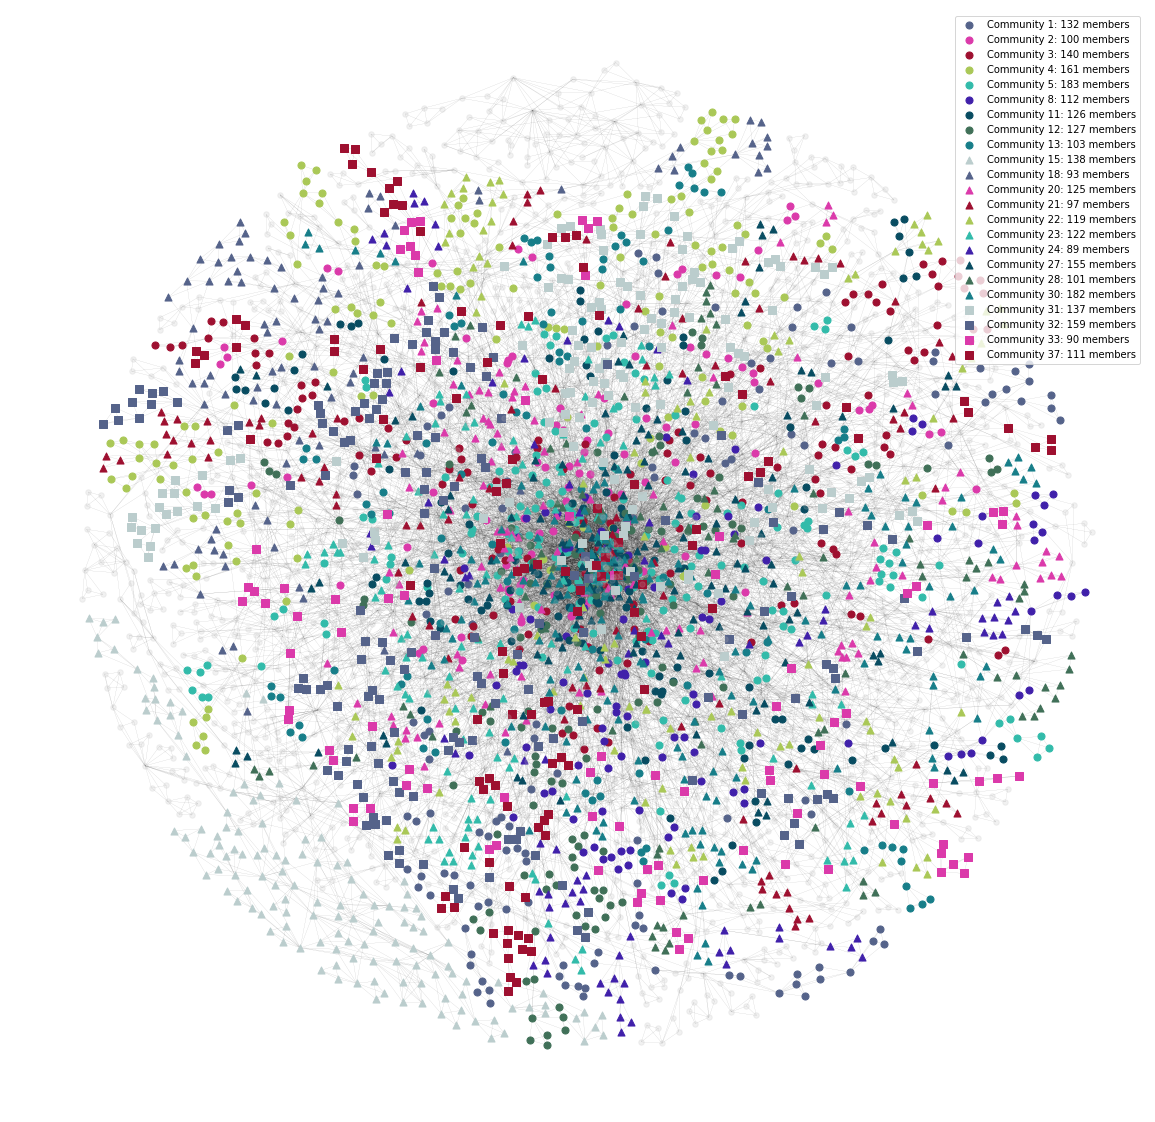 Community 1: 132 members
Community 2: 100 members
Community 3: 140 members
Community 4: 161 members
Community 5: 183 members
Community 8: 112 members
Community 11: 126 members
Community 12: 127 members
Community 13: 103 members
Community 15: 138 members
Community 18: 93 members
Community 20: 125 members
Community 21: 97 members
Community 22: 119 members
Community 23: 122 members
Community 24: 89 members
Community 27: 155 members
Community 28: 101 members
Community 30: 182 members
Community 31: 137 members
Community 32: 159 members
Community 33: 90 members
Community 37: 111 members